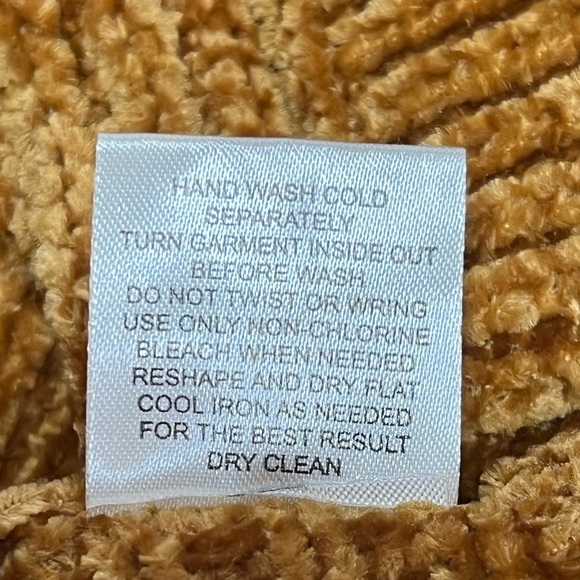 HAND WASH COLD
SEPARATELY
TURN GARMENT INSIDE OUT
BEFORE WASH
DO NOT TWIST OR WRING
USE ONLY NON-CHLORINE
BLEACH WHEN NEEDED
RESHAPE AND DRY FLAT
COOL IRON AS NEEDED
FOR THE BEST RESULT
DRY CLEAN